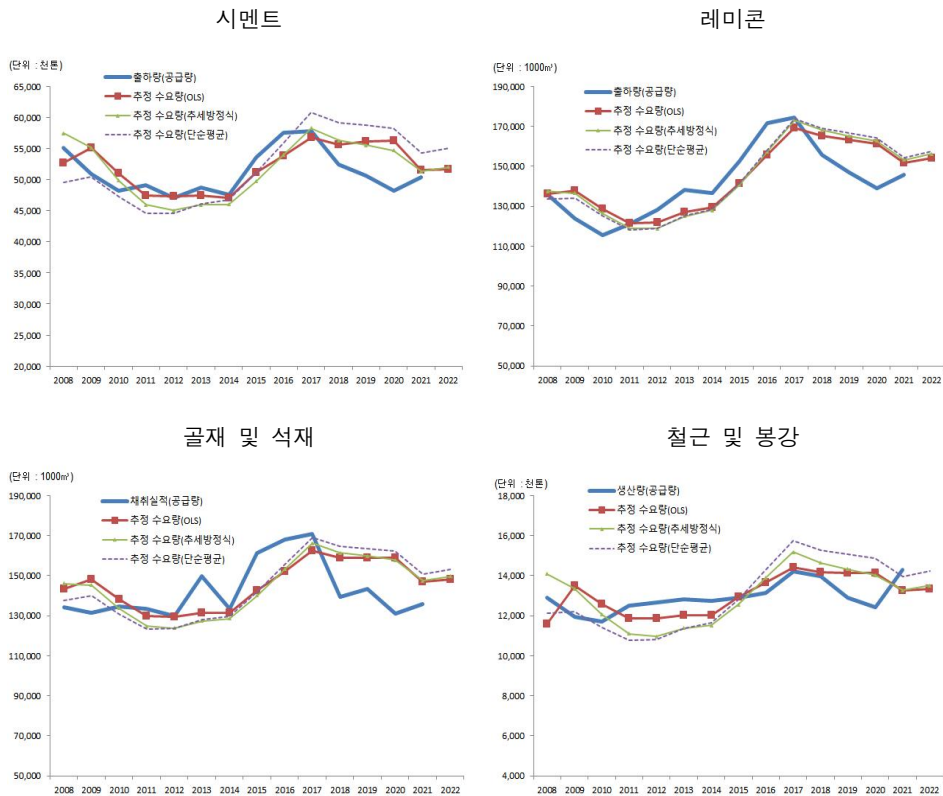 시멘트
(단위 : 천톤)
출하량(공급량)
추정 수요량(OLS)
추정 수요량(추세방정식)
추정 수요량(단순평균)
65,000
60,000
55,000
50,000
45,000
40,000
35,000
30,000
25,000
20,000
2008 2009 2010 2011 2012 2013 2014 2015 2016 2017 2018 2019 2020 2021 2022
레미콘
(단위 : 1000㎥)
출하량(공급량)
추정 수요량(OLS)
추정 수요량(추세방정식)
추정 수요량(단순평균)
190,000
170,000
150,000
130,000
110,000
90,000
70,000
50,000
2008 2009 2010 2011 2012 2013 2014 2015 2016 2017 2018 2019 2020 2021 2022
골재 및 석재
(단위 : 1000㎥)
채취실적(공급량)
추정 수요량(OLS)
추정 수요량(추세방정식)
추정 수요량(단순평균)
190,000
170,000
150,000
130,000
110,000
90,000
70,000
50,000
2008 2009 2010 2011 2012 2013 2014 2015 2016 2017 2018 2019 2020 2021 2022
철근 및 봉강
(단위 : 천톤)
생산량(공급량)
추정 수요량(OLS)
추정 수요량(추세방정식)
추정 수요량(단순평균)
18,000
16,000
14,000
12,000
10,000
8,000
6,000
4,000
2008 2009 2010 2011 2012 2013 2014 2015 2016 2017 2018 2019 2020 2021 2022